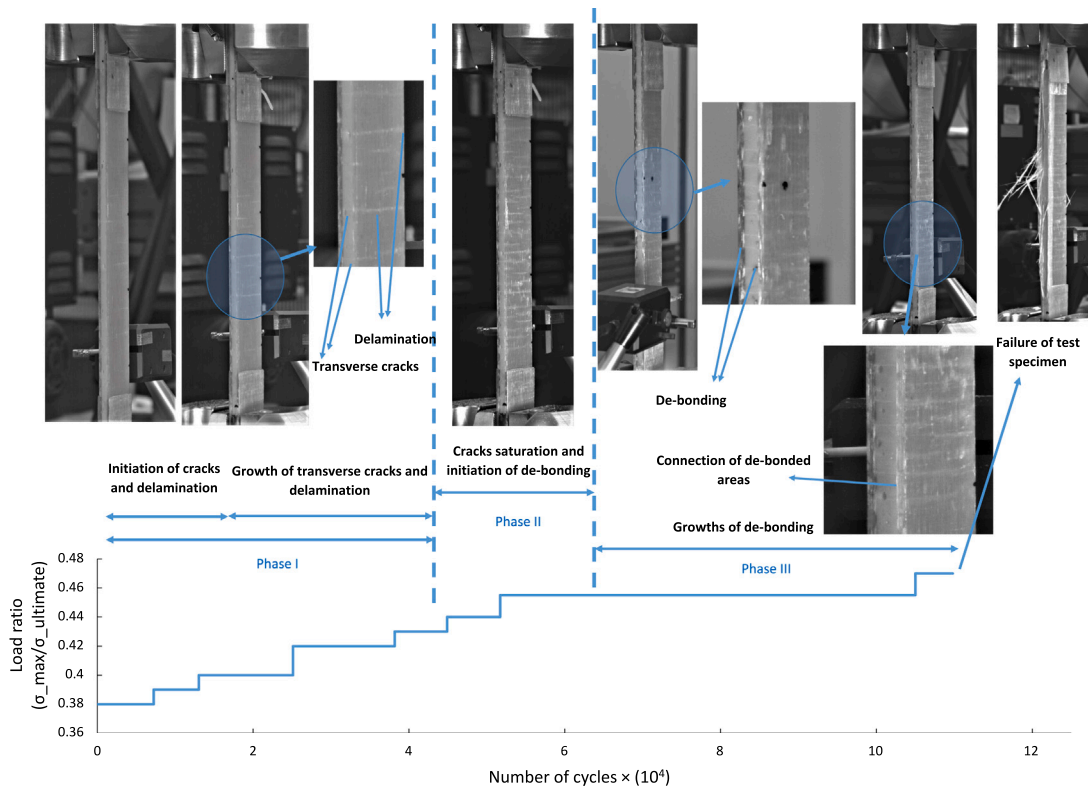 Delamination
Transverse cracks
De-bonding
Failure of test
specimen
Connection of de-bonded
areas
Initiation of cracks
and delamination
Growth of transverse cracks and
delamination
Cracks saturation and
initiation of de-bonding
Growths of de-bonding
Phase I
Phase II
Phase III
Load ratio
(σ_max/σ_ultimate)
0.48
0.46
0.44
0.42
0.4
0.38
0.36
0
2
4
6
8
10
12
Number of cycles × (10⁴)